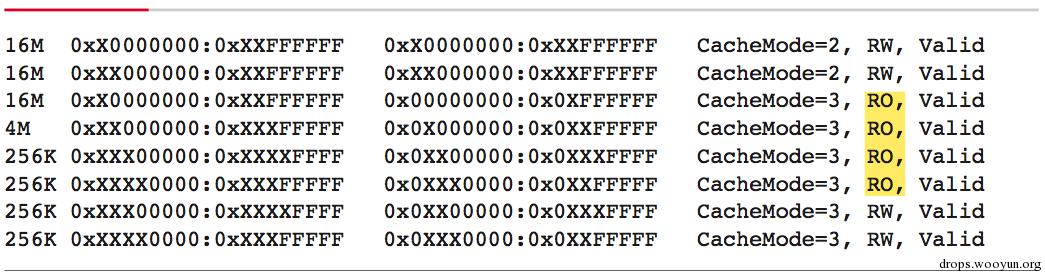 16M 0xX0000000:0xXXFFFFFF 0xX0000000:0xXXFFFFFF CacheMode=2, RW, Valid
16M 0xXX000000:0xXXFFFFFF 0xXX000000:0xXXFFFFFF CacheMode=2, RW, Valid
16M 0xX0000000:0xXXFFFFFF 0x00000000:0x0XFFFFFF CacheMode=3, RO, Valid
4M 0xXX000000:0xXXXFFFFF 0x0X000000:0x0XXFFFFF CacheMode=3, RO, Valid
256K 0xXXX00000:0xXXXXFFFF 0x0XX00000:0x0XXXFFFF CacheMode=3, RO, Valid
256K 0xXXXX0000:0xXXXFFFFF 0x0XXX0000:0x0XXFFFFF CacheMode=3, RO, Valid
256K 0xXXX00000:0xXXXXFFFF 0x0XX00000:0x0XXXFFFF CacheMode=3, RW, Valid
256K 0xXXXX0000:0xXXXFFFFF 0x0XXX0000:0x0XXFFFFF CacheMode=3, RW, Valid
drops.wooyun.org